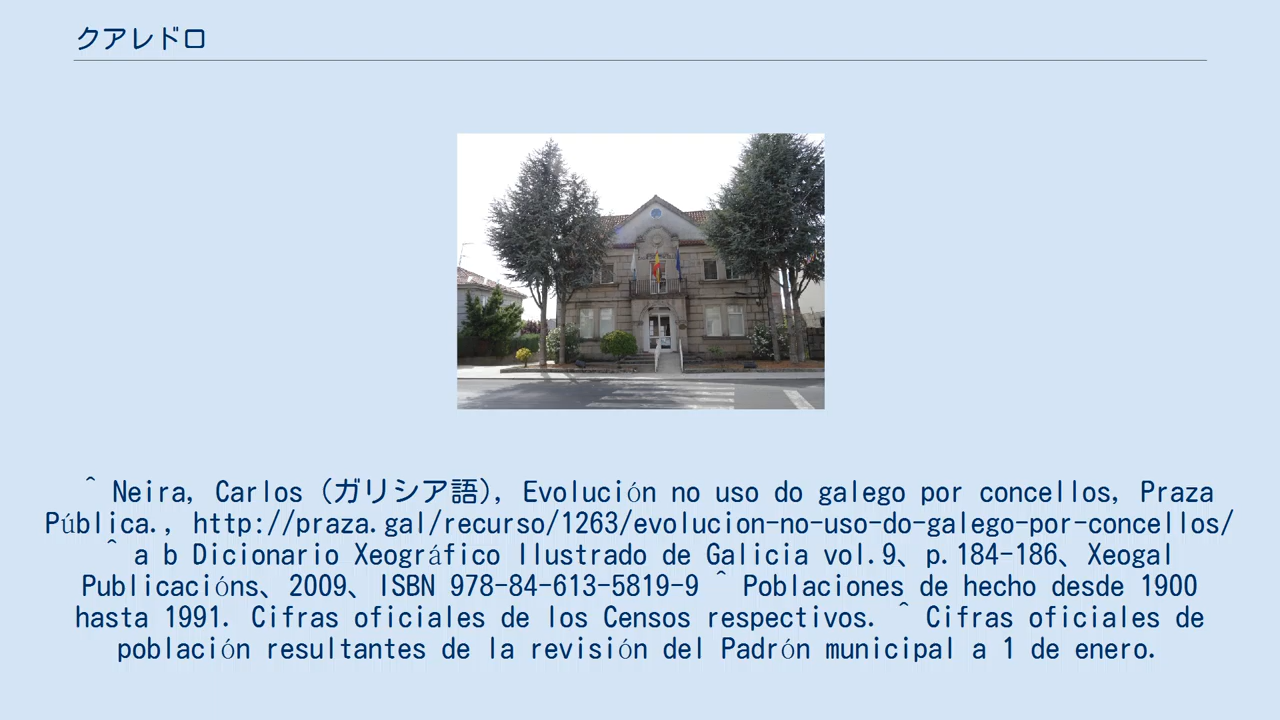 クアレドロ
^ Neira, Carlos (ガリシア語), Evolución no uso do galego por concellos, Praza
Pública., http://praza.gal/recurso/1263/evolucion-no-uso-do-galego-por-concellos/
^ a b Dicionario Xeográfico Ilustrado de Galicia vol.9、p.184-186、Xeogal
Publicacións、2009、ISBN 978-84-613-5819-9 ^ Poblaciones de hecho desde 1900
hasta 1991. Cifras oficiales de los Censos respectivos. ^ Cifras oficiales de
población resultantes de la revisión del Padrón municipal a 1 de enero.